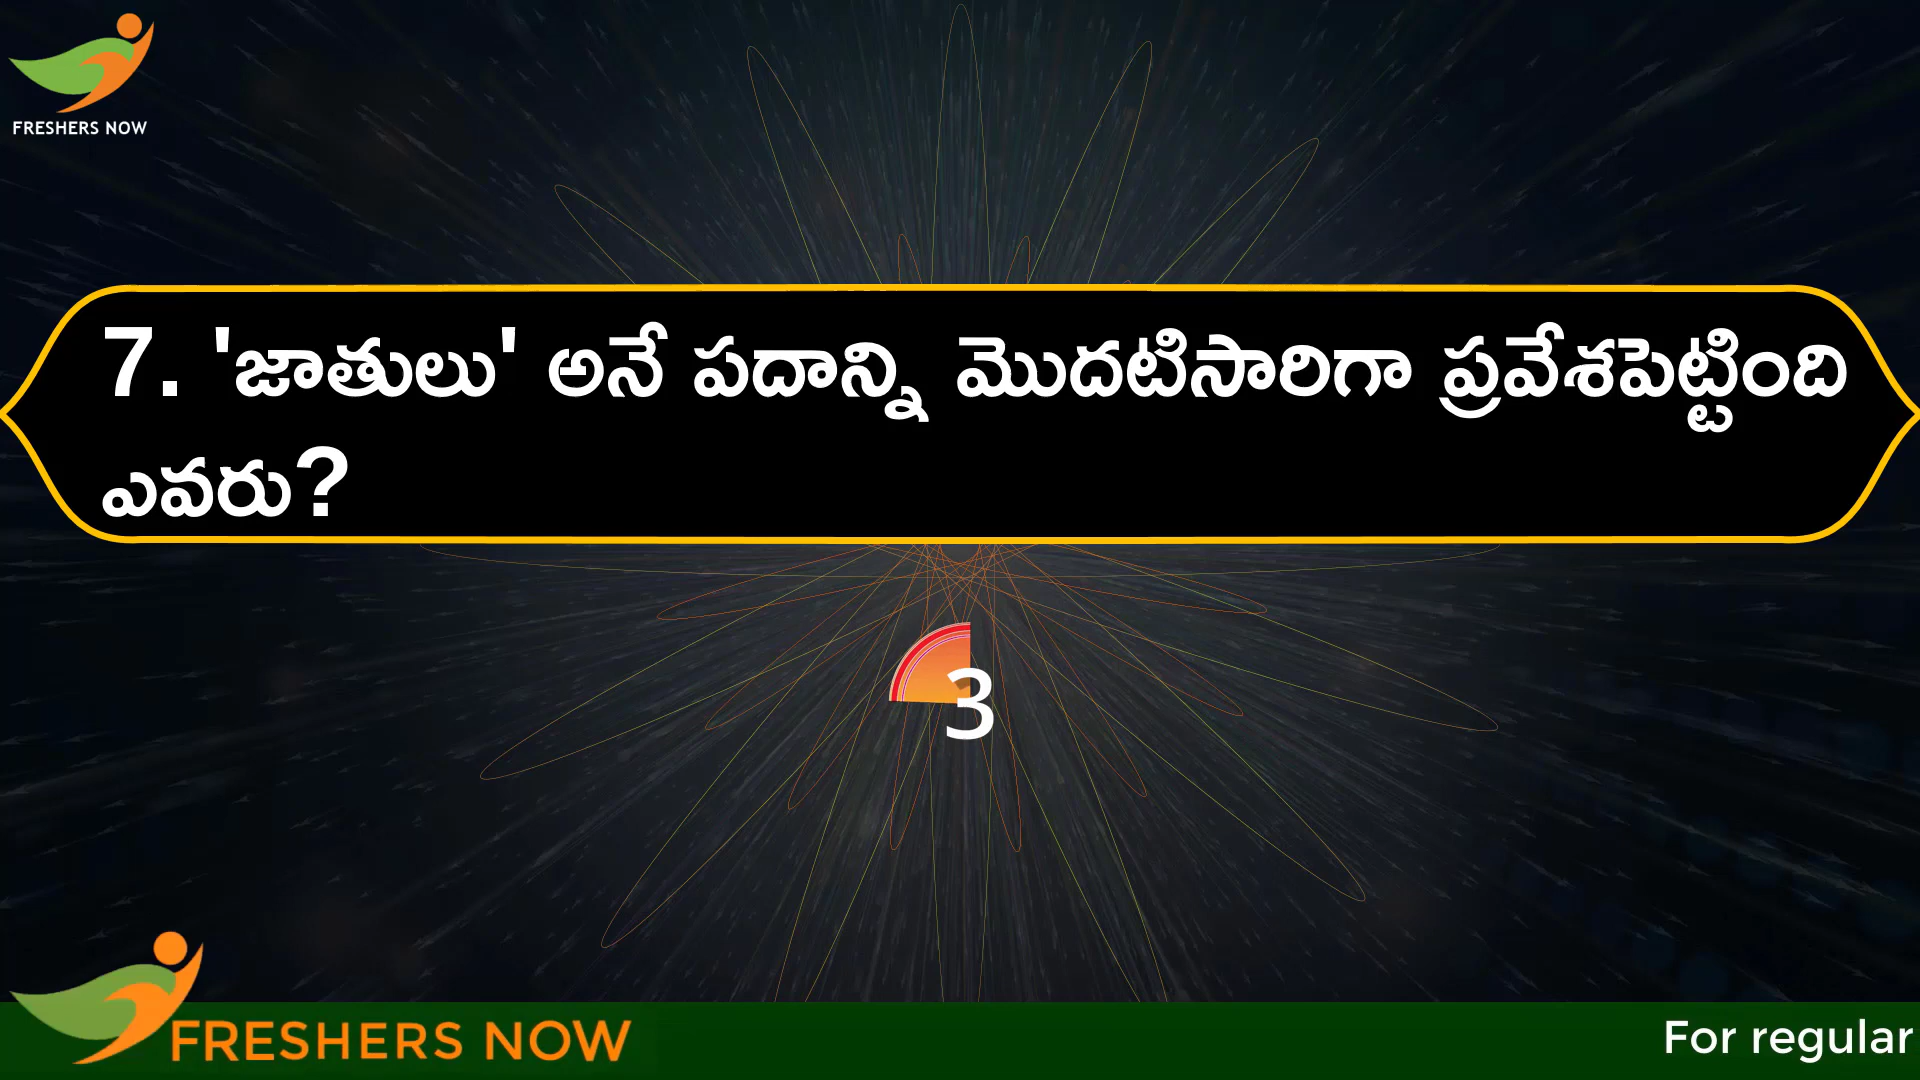 FRESHERS NOW
7. 'జాతులు' అనే పదాన్ని మొదటిసారిగా ప్రవేశపెట్టింది
ఎవరు?
3
FRESHERS NOW
For regular